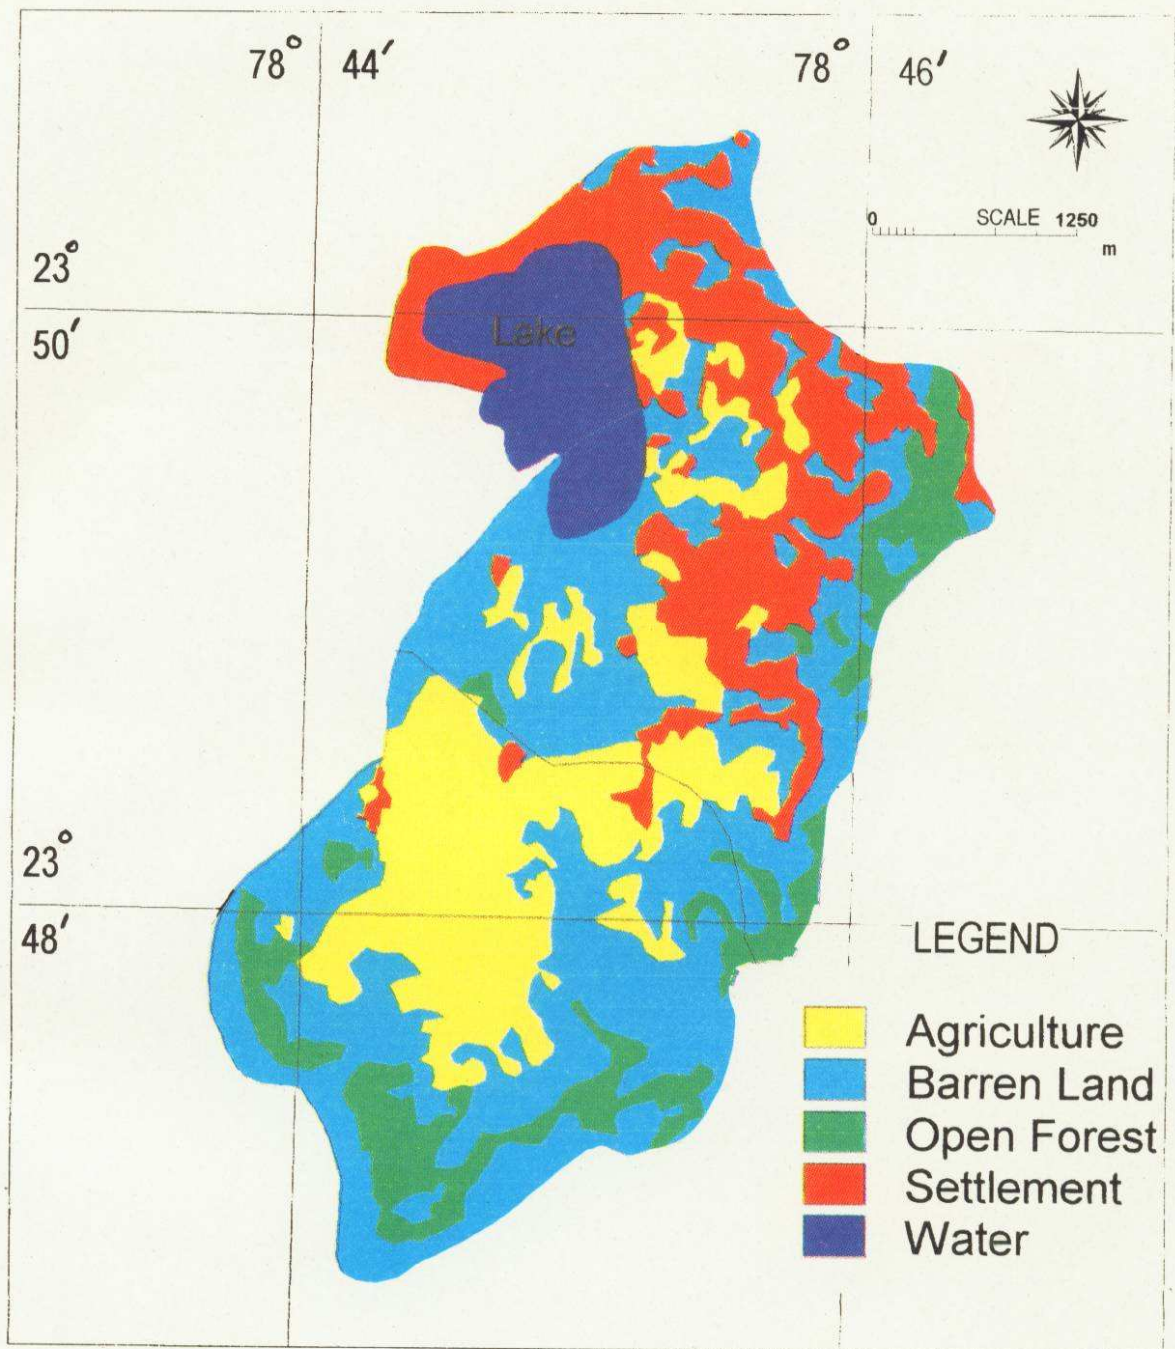 78° 44′ 78° 46′
0 SCALE 1250
m
23°
50′
Lake
23°
48′
LEGEND
Agriculture
Barren Land
Open Forest
Settlement
Water